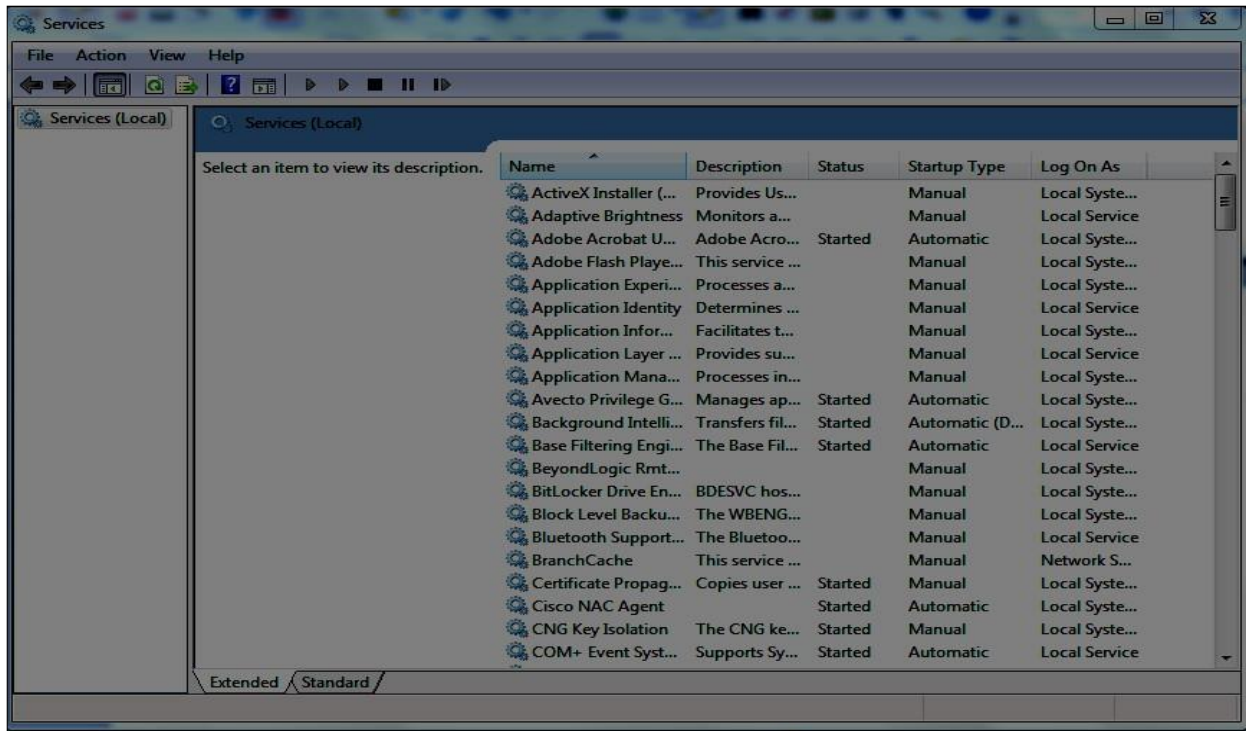 Services
File Action View Help
Services (Local)
Services (Local)
Select an item to view its description.
Name Description Status Startup Type Log On As
ActiveX Installer (... Provides Us... Manual Local Syste...
Adaptive Brightness Monitors a... Manual Local Service
Adobe Acrobat U... Adobe Acro... Started Automatic Local Syste...
Adobe Flash Playe... This service ... Manual Local Syste...
Application Experi... Processes a... Manual Local Syste...
Application Identity Determines ... Manual Local Service
Application Infor... Facilitates t... Manual Local Syste...
Application Layer ... Provides su... Manual Local Service
Application Mana... Processes in... Manual Local Syste...
Avecto Privilege G... Manages ap... Started Automatic Local Syste...
Background Intelli... Transfers fil... Started Automatic (D... Local Syste...
Base Filtering Engi... The Base Fil... Started Automatic Local Service
BeyondLogic Rmt... Manual Local Syste...
BitLocker Drive En... BDESVC hos... Manual Local Syste...
Block Level Backu... The WBENG... Manual Local Syste...
Bluetooth Support... The Bluetoo... Manual Local Service
BranchCache This service ... Manual Network S...
Certificate Propag... Copies user ... Started Manual Local Syste...
Cisco NAC Agent Started Automatic Local Syste...
CNG Key Isolation The CNG ke... Started Manual Local Syste...
COM+ Event Syst... Supports Sy... Started Automatic Local Service
Extended Standard